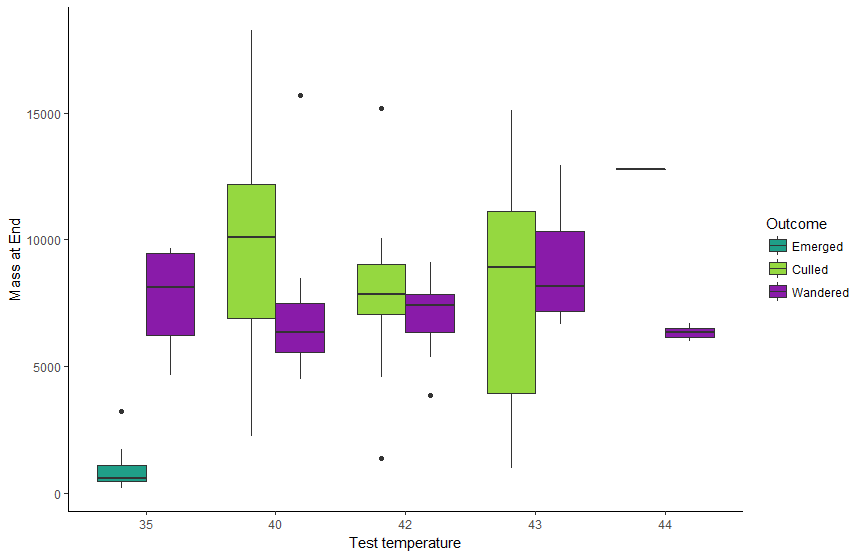 15000
10000
5000
0
Mass at End
35 40 42 43 44
Test temperature
Outcome
Emerged
Culled
Wandered